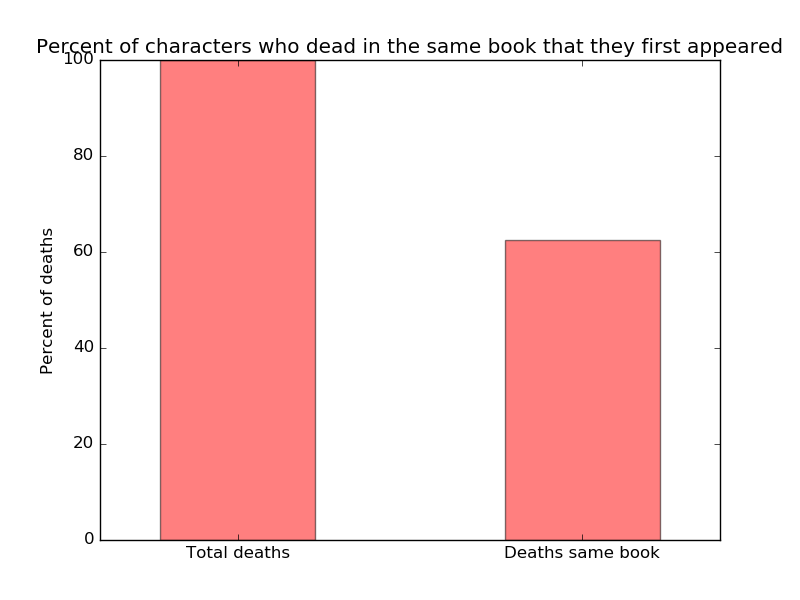 Percent of characters who dead in the same book that they first appeared
100
80
60
40
20
0
Percent of deaths
Total deaths
Deaths same book